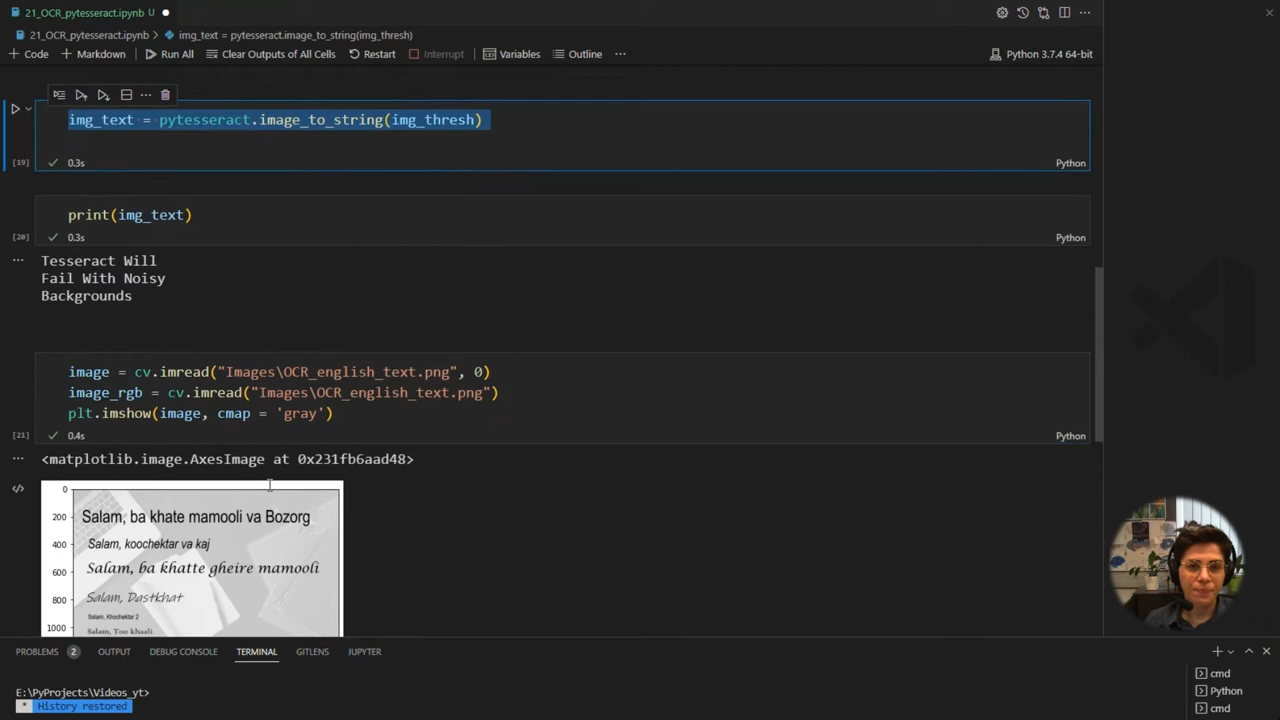 21_OCR_pytesseract.ipynb U
21_OCR_pytesseract.ipynb > img_text = pytesseract.image_to_string(img_thresh)
+ Code + Markdown Run All Clear Outputs of All Cells Restart Interrupt Variables Outline ... Python 3.7.4 64-bit
img_text = pytesseract.image_to_string(img_thresh)
[19] 0.3s Python
print(img_text)
[20] 0.3s Python
Tesseract Will
Fail With Noisy
Backgrounds
image = cv.imread("Images\OCR_english_text.png", 0)
image_rgb = cv.imread("Images\OCR_english_text.png")
plt.imshow(image, cmap = 'gray')
[21] 0.4s Python
<matplotlib.image.AxesImage at 0x231fb6aad48>
0
200 Salam, ba khate mamooli va Bozorg
400 Salam, koochektar va kaj
600 Salam, ba khatte gheire mamooli
800 Salam, Dastkhat
Salam, Khochektar 2
1000 Salam, Too khaali
PROBLEMS 2 OUTPUT DEBUG CONSOLE TERMINAL GITLENS JUPYTER
cmd
E:\PyProjects\Videos_yt> Python
* History restored cmd